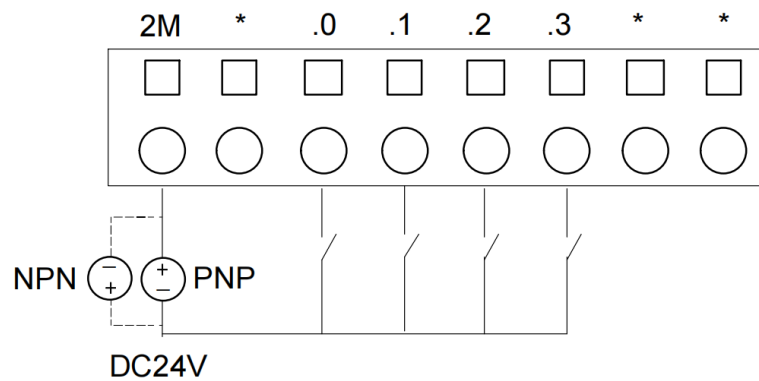 2M * .0 .1 .2 .3 * *
NPN − + + − PNP
DC24V